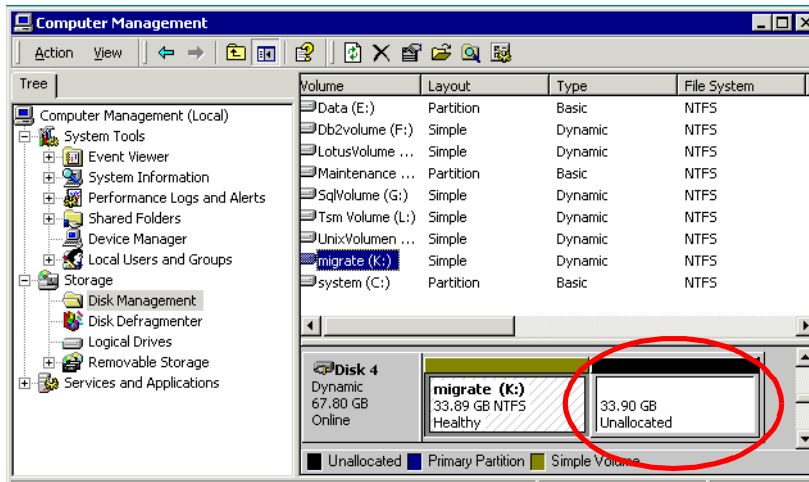 Computer Management
Action View
Tree
Computer Management (Local)
System Tools
Event Viewer
System Information
Performance Logs and Alerts
Shared Folders
Device Manager
Local Users and Groups
Storage
Disk Management
Disk Defragmenter
Logical Drives
Removable Storage
Services and Applications
Volume Layout Type File System
Data (E:) Partition Basic NTFS
Db2volume (F:) Simple Dynamic NTFS
LotusVolume ... Simple Dynamic NTFS
Maintenance ... Partition Basic NTFS
SqlVolume (G:) Simple Dynamic NTFS
Tsm Volume (L:) Simple Dynamic NTFS
UnixVolumen ... Simple Dynamic NTFS
migrate (K:) Simple Dynamic NTFS
system (C:) Partition Basic NTFS
Disk 4
Dynamic
67.80 GB
Online
migrate (K:)
33.89 GB NTFS
Healthy
33.90 GB
Unallocated
Unallocated Primary Partition Simple Volume